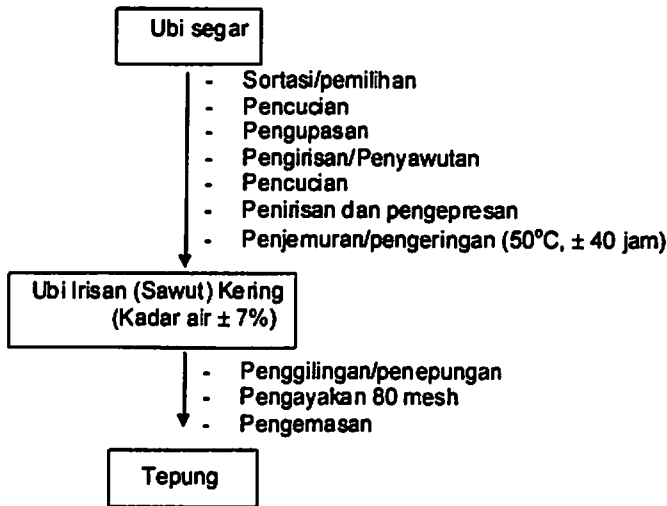 Ubi segar
- Sortasi/pemilihan
- Pencucian
- Pengupasan
- Pengirisan/Penyawutan
- Pencucian
- Penirisan dan pengepresan
- Penjemuran/pengeringan (50°C, ± 40 jam)
Ubi Irisan (Sawut) Kering
(Kadar air ± 7%)
- Penggilingan/penepungan
- Pengayakan 80 mesh
- Pengemasan
Tepung